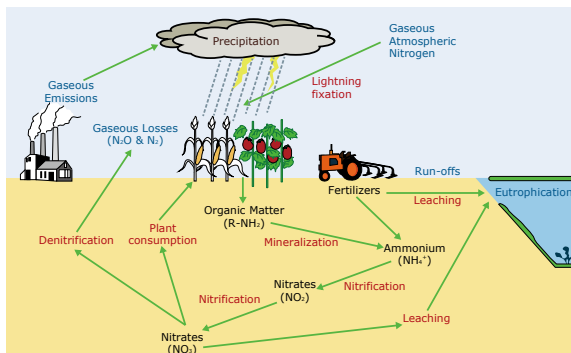 Precipitation
Gaseous
Atmospheric
Nitrogen
Lightning
fixation
Gaseous
Emissions
Gaseous Losses
(N₂O & N₂)
Fertilizers
Run-offs
Leaching
Eutrophication
Organic Matter
(R-NH₂)
Denitrification
Plant
consumption
Mineralization
Ammonium
(NH₄⁺)
Nitrates
(NO₂)
Nitrification
Nitrification
Leaching
Nitrates
(NO₃)